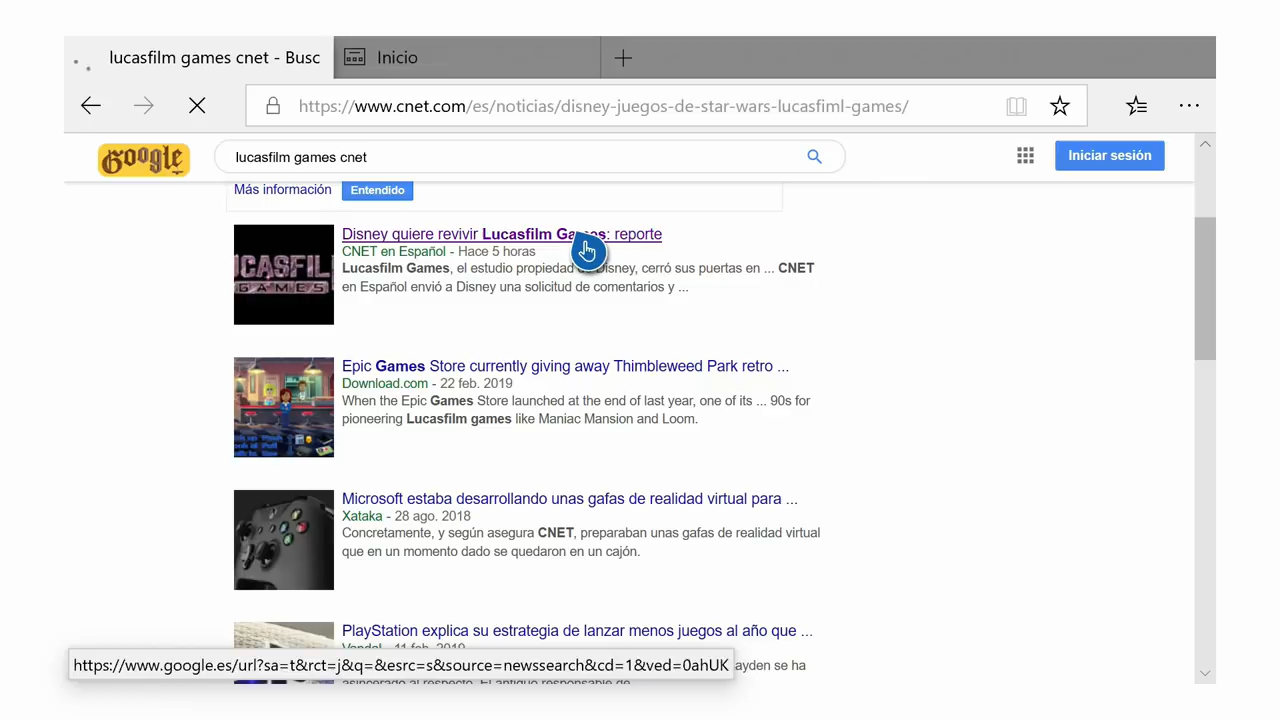 lucasfilm games cnet - Busc
Inicio
https://www.cnet.com/es/noticias/disney-juegos-de-star-wars-lucasfiml-games/
Google
lucasfilm games cnet
Iniciar sesión
Más información
Entendido
Disney quiere revivir Lucasfilm Games: reporte
CNET en Español - Hace 5 horas
Lucasfilm Games, el estudio propiedad de Disney, cerró sus puertas en ... CNET
en Español envió a Disney una solicitud de comentarios y ...
UCASFIL
GAMES
Epic Games Store currently giving away Thimbleweed Park retro ...
Download.com - 22 feb. 2019
When the Epic Games Store launched at the end of last year, one of its ... 90s for
pioneering Lucasfilm games like Maniac Mansion and Loom.
Microsoft estaba desarrollando unas gafas de realidad virtual para ...
Xataka - 28 ago. 2018
Concretamente, y según asegura CNET, preparaban unas gafas de realidad virtual
que en un momento dado se quedaron en un cajón.
PlayStation explica su estrategia de lanzar menos juegos al año que ...
Vandal - 11 feb. 2019
ayden se ha
https://www.google.es/url?sa=t&rct=j&q=&esrc=s&source=newssearch&cd=1&ved=0ahUK
asegurado al respecto. El antiguo responsable de